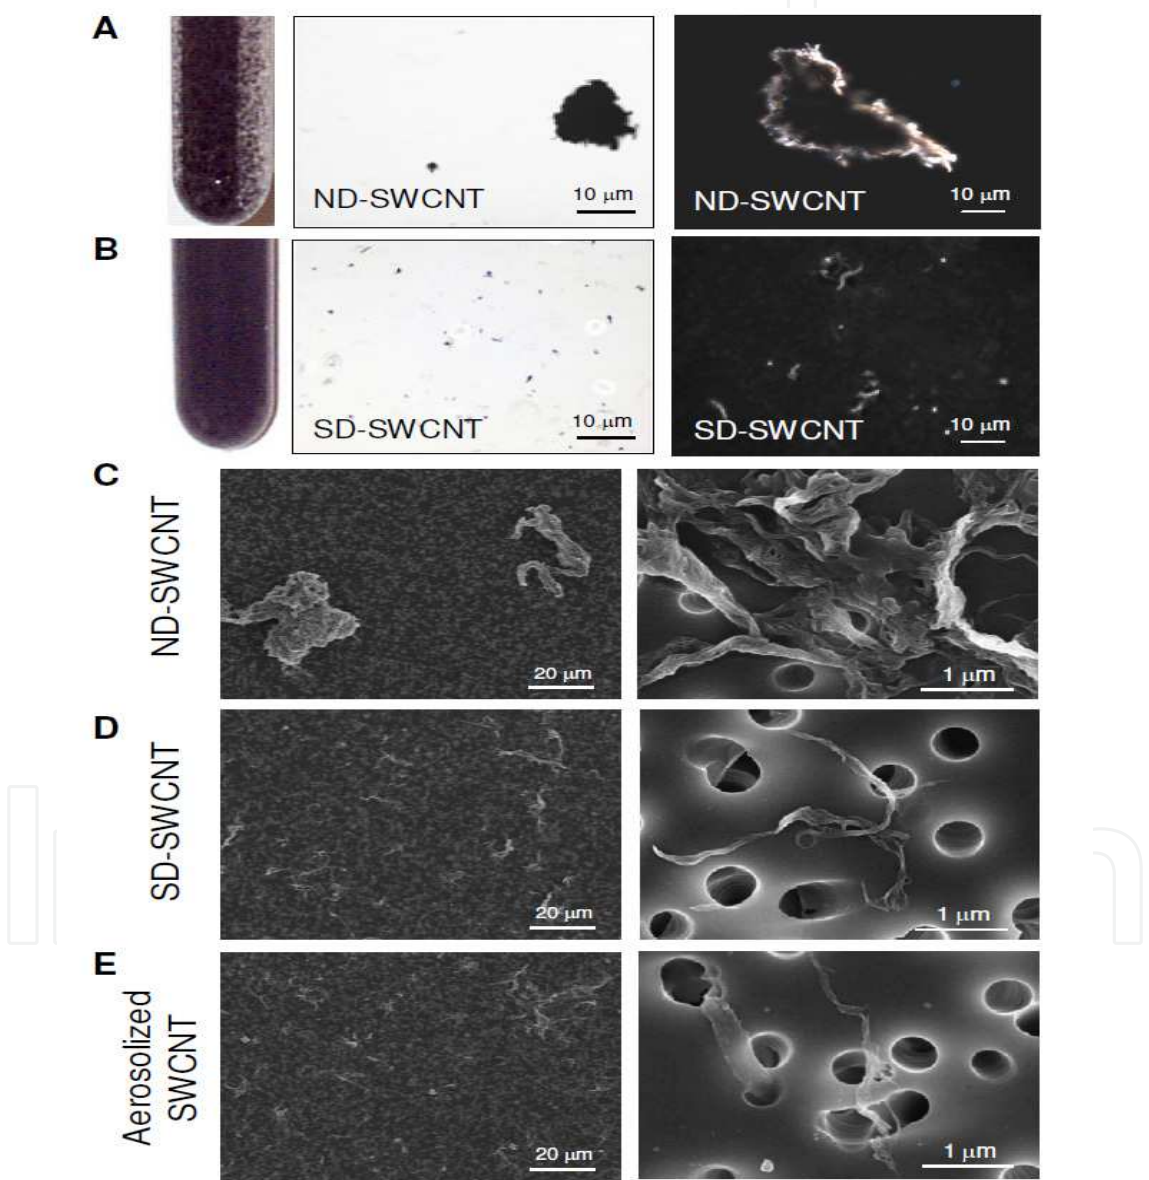 A
ND-SWCNT
10 μm
ND-SWCNT
10 μm
B
SD-SWCNT
10 μm
SD-SWCNT
10 μm
C
ND-SWCNT
20 μm
1 μm
D
SD-SWCNT
20 μm
1 μm
E
Aerosolized
SWCNT
20 μm
1 μm